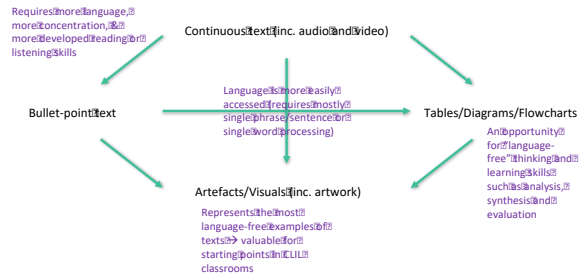 Requires more language,
more concentration, &
more developed reading or
listening skills
Continuous text (inc. audio and video)
Language is more easily
accessed (requires mostly
single phrase/sentence or
single word processing)
Bullet-point text
Tables/Diagrams/Flowcharts
An opportunity
for "language-
free" thinking and
learning skills
such as analysis,
synthesis and
evaluation
Artefacts/Visuals (inc. artwork)
Represents the most
language-free examples of
texts → valuable for
starting points in CLIL
classrooms